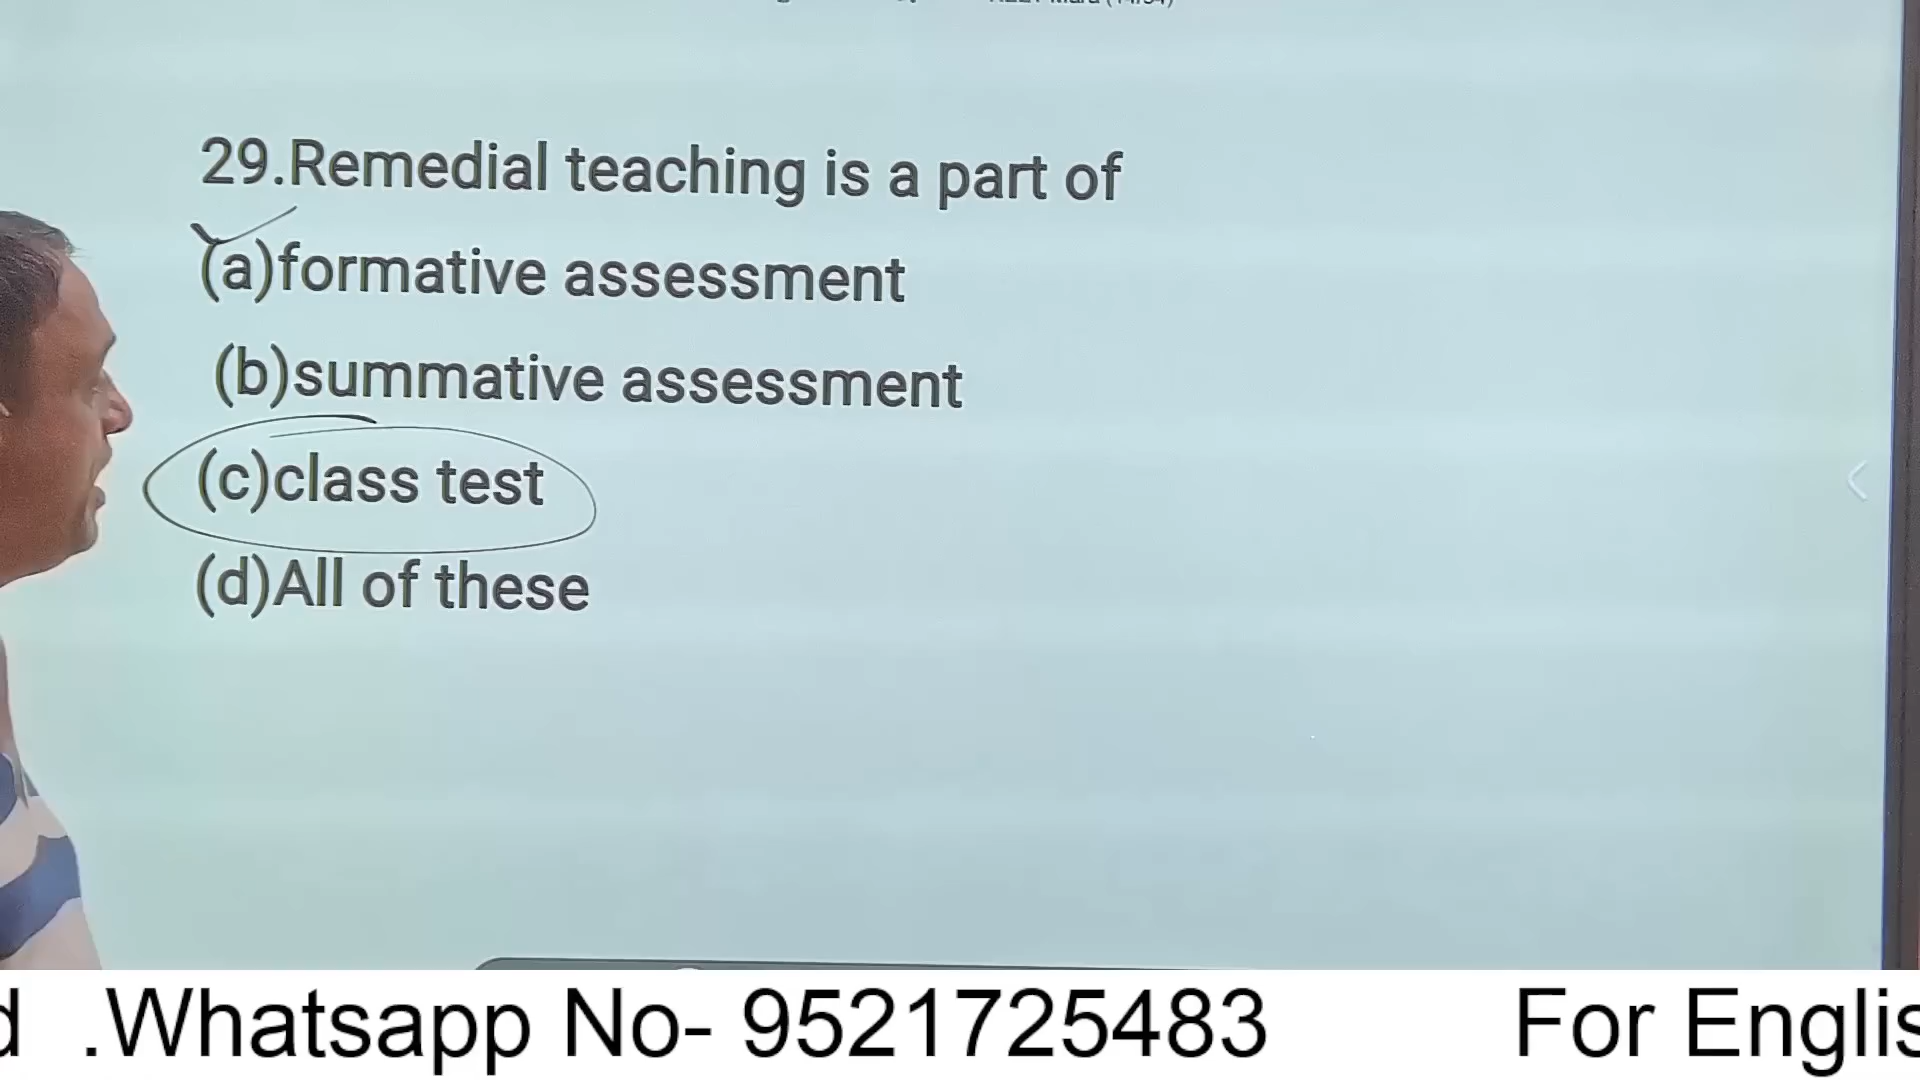 29.Remedial teaching is a part of
(a)formative assessment
(b)summative assessment
(c)class test
(d)All of these
d .Whatsapp No- 9521725483 For Englis